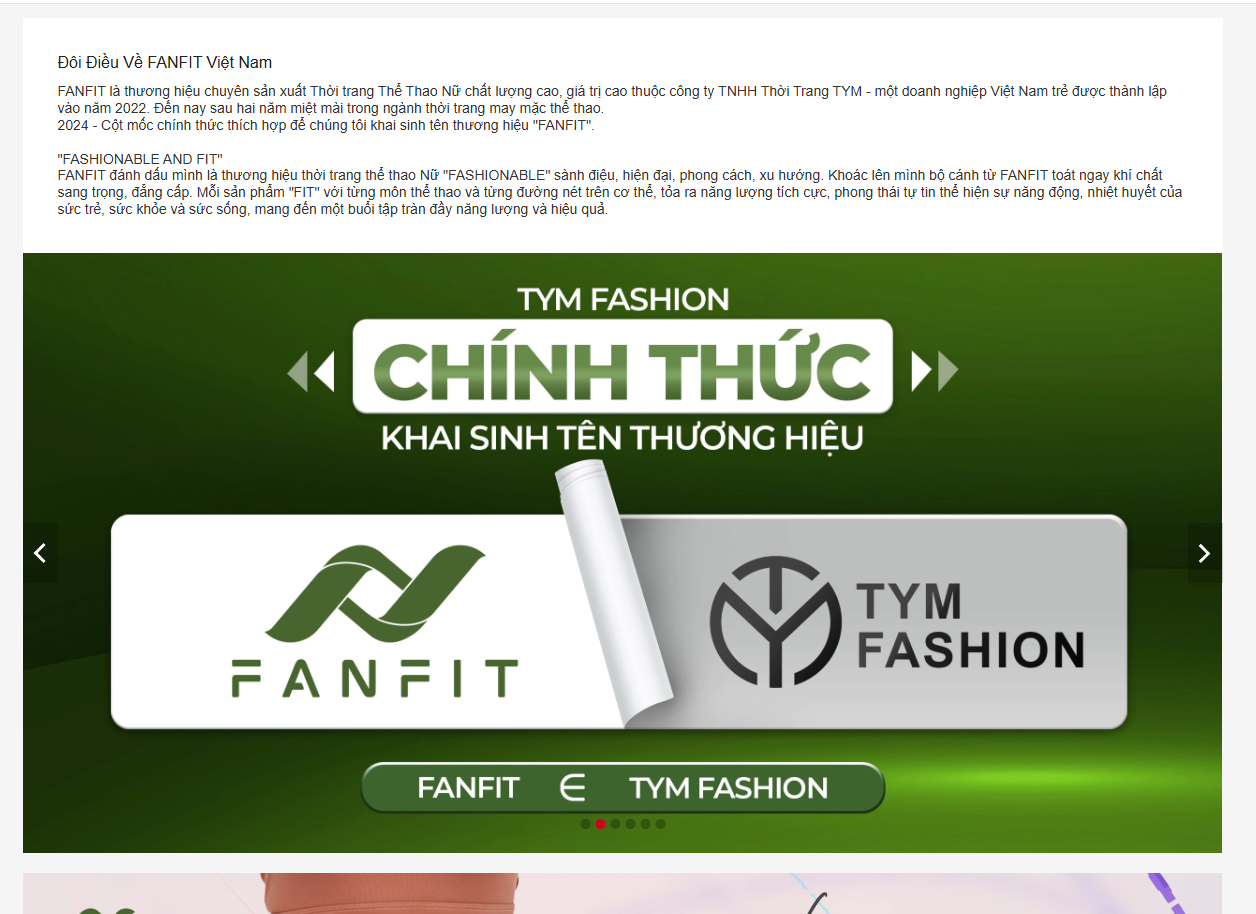 Đôi Điều Về FANFIT Việt Nam
FANFIT là thương hiệu chuyên sản xuất Thời trang Thể Thao Nữ chất lượng cao, giá trị cao thuộc công ty TNHH Thời Trang TYM - một doanh nghiệp Việt Nam trẻ được thành lập
vào năm 2022. Đến nay sau hai năm miệt mài trong ngành thời trang may mặc thể thao.
2024 - Cột mốc chính thức thích hợp để chúng tôi khai sinh tên thương hiệu "FANFIT".
"FASHIONABLE AND FIT"
FANFIT đánh dấu mình là thương hiệu thời trang thể thao Nữ "FASHIONABLE" sành điệu, hiện đại, phong cách, xu hướng. Khoác lên mình bộ cánh từ FANFIT toát ngay khí chất
sang trọng, đẳng cấp. Mỗi sản phẩm "FIT" với từng môn thể thao và từng đường nét trên cơ thể, tỏa ra năng lượng tích cực, phong thái tự tin thể hiện sự năng động, nhiệt huyết của
sức trẻ, sức khỏe và sức sống, mang đến một buổi tập tràn đầy năng lượng và hiệu quả.
TYM FASHION
CHÍNH THỨC
KHAI SINH TÊN THƯƠNG HIỆU
FANFIT
TYM
FASHION
FANFIT ∈ TYM FASHION